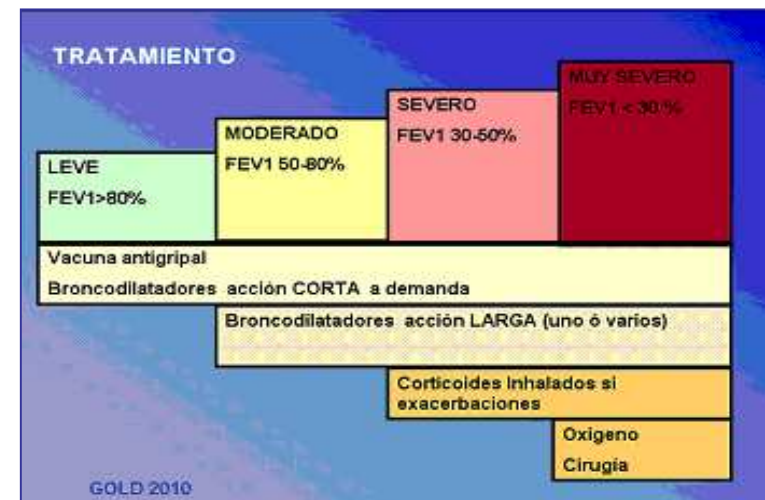 TRATAMIENTO
LEVE
FEV1>80%
MODERADO
FEV1 50-80%
SEVERO
FEV1 30-50%
MUY SEVERO
FEV1 < 30 %
Vacuna antigripal
Broncodilatadores acción CORTA a demanda
Broncodilatadores acción LARGA (uno ó varios)
Corticoides Inhalados si
exacerbaciones
Oxigeno
Cirugía
GOLD 2010